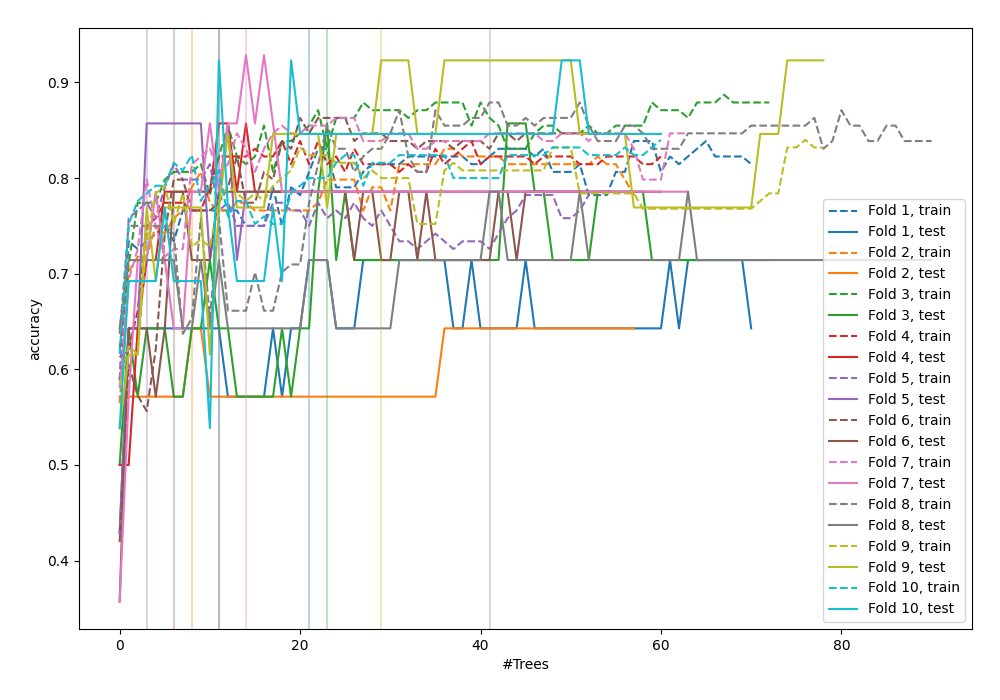 0.9
0.8
0.7
0.6
0.5
0.4
accuracy
0
20
40
60
80
#Trees
Fold 1, train
Fold 1, test
Fold 2, train
Fold 2, test
Fold 3, train
Fold 3, test
Fold 4, train
Fold 4, test
Fold 5, train
Fold 5, test
Fold 6, train
Fold 6, test
Fold 7, train
Fold 7, test
Fold 8, train
Fold 8, test
Fold 9, train
Fold 9, test
Fold 10, train
Fold 10, test